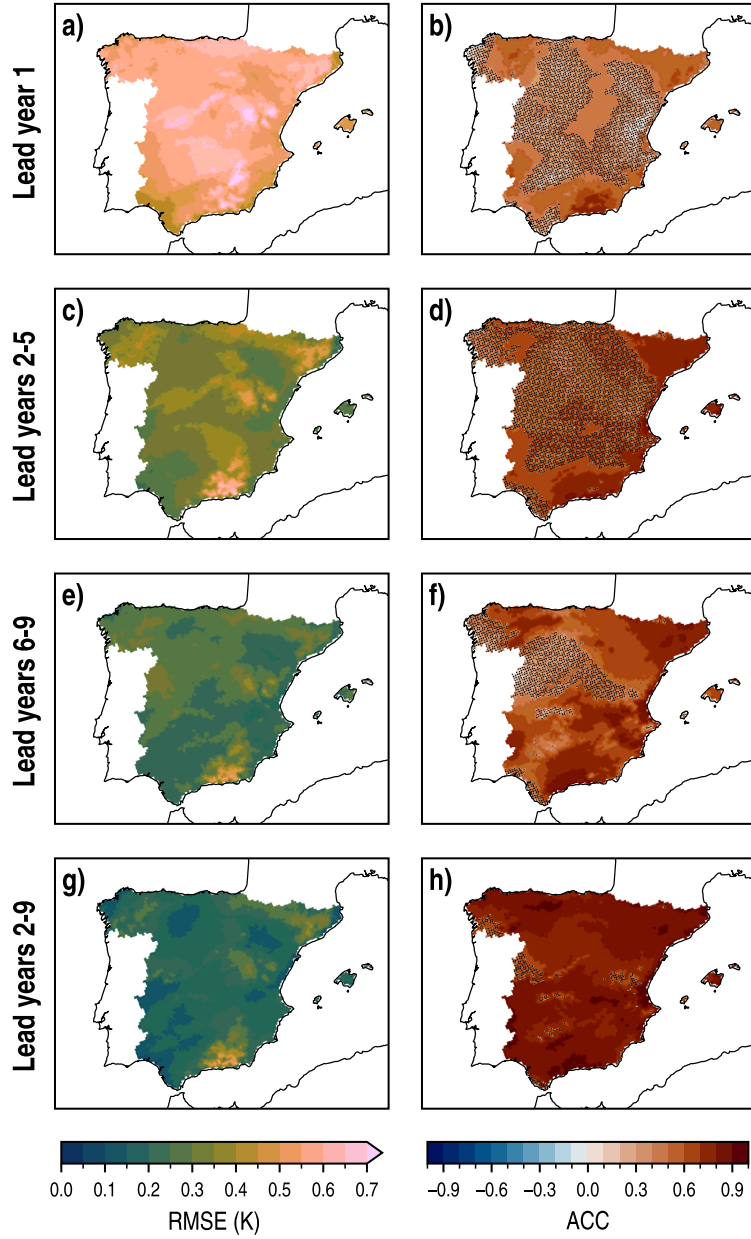 a)
b)
Lead year 1
c)
d)
Lead years 2-5
e)
f)
Lead years 6-9
g)
h)
Lead years 2-9
0.0 0.1 0.2 0.3 0.4 0.5 0.6 0.7
RMSE (K)
−0.9 −0.6 −0.3 0.0 0.3 0.6 0.9
ACC